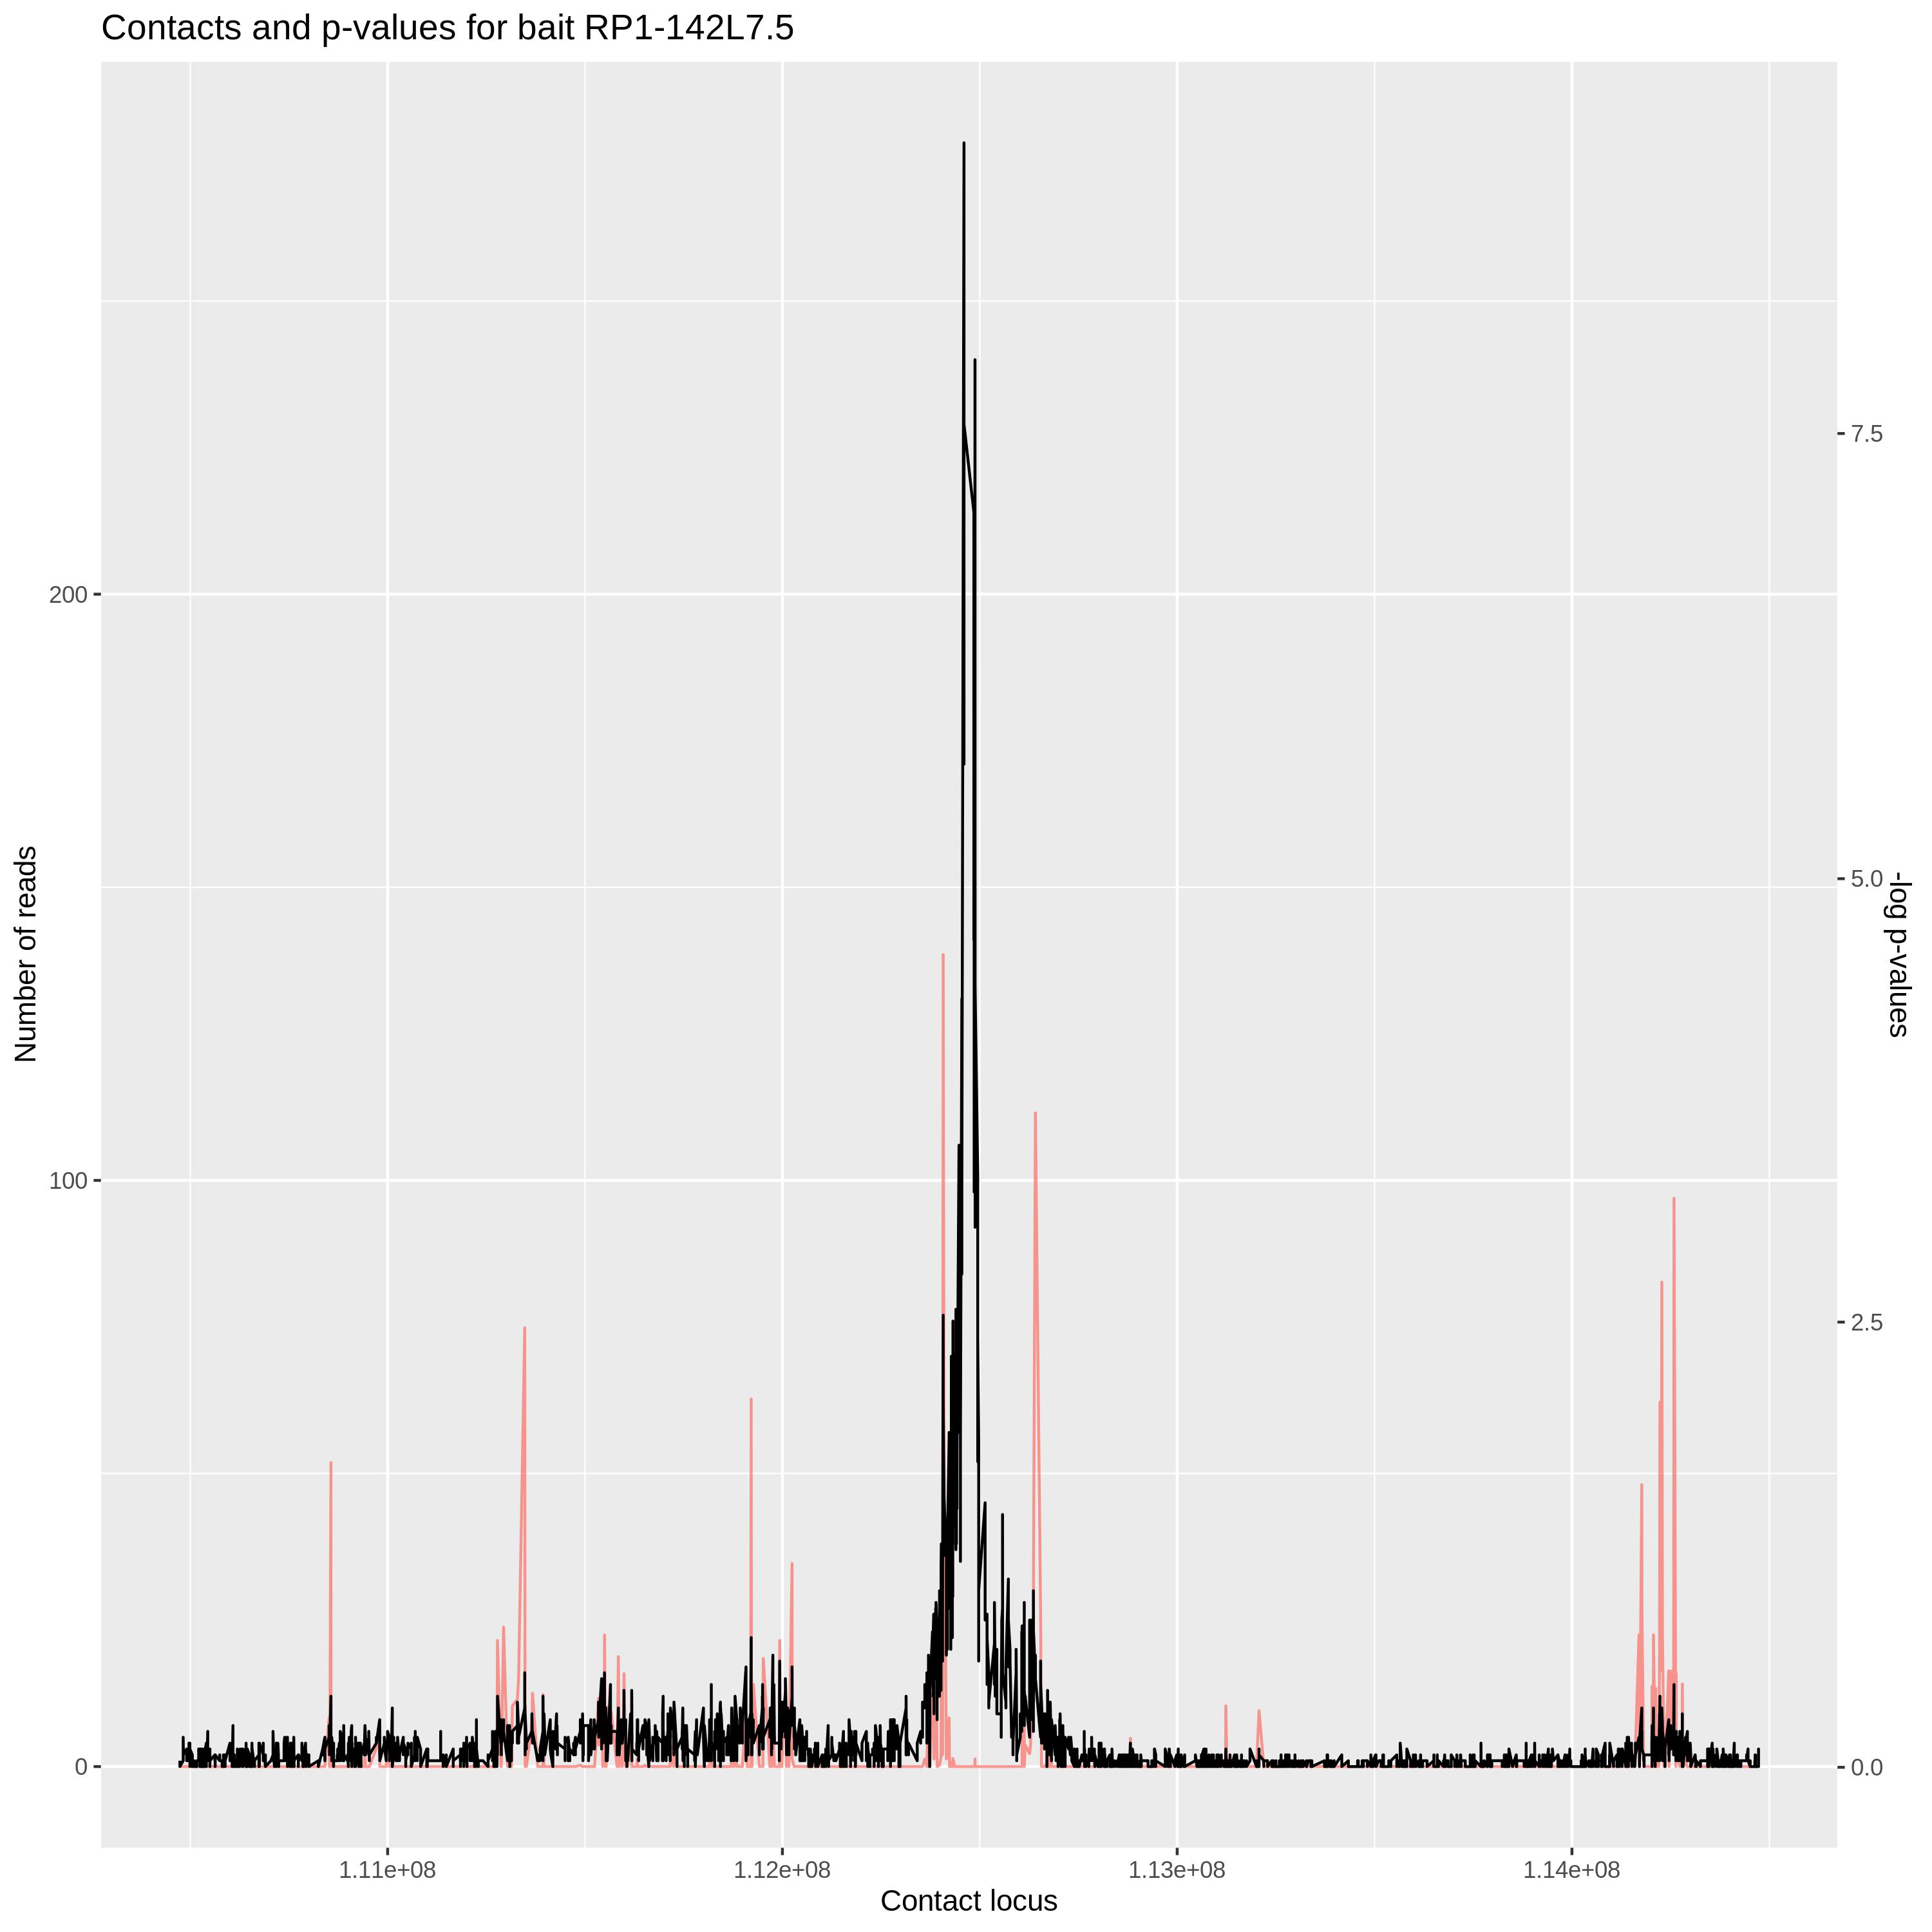 Contacts and p-values for bait RP1-142L7.5
Number of reads
200
100
0
7.5
5.0
2.5
0.0
-log p-values
1.11e+08
1.12e+08
1.13e+08
1.14e+08
Contact locus